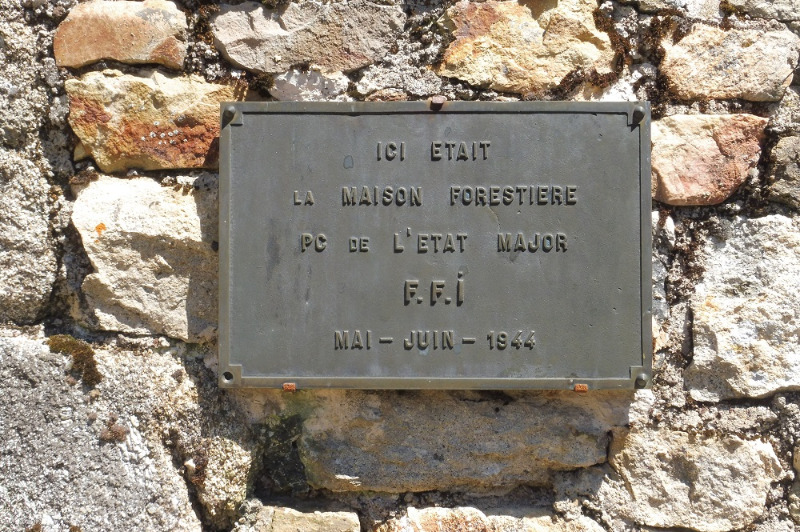 ICI ETAIT
LA MAISON FORESTIERE
PC DE L'ETAT MAJOR
F.F.i
MAI - JUIN - 1944